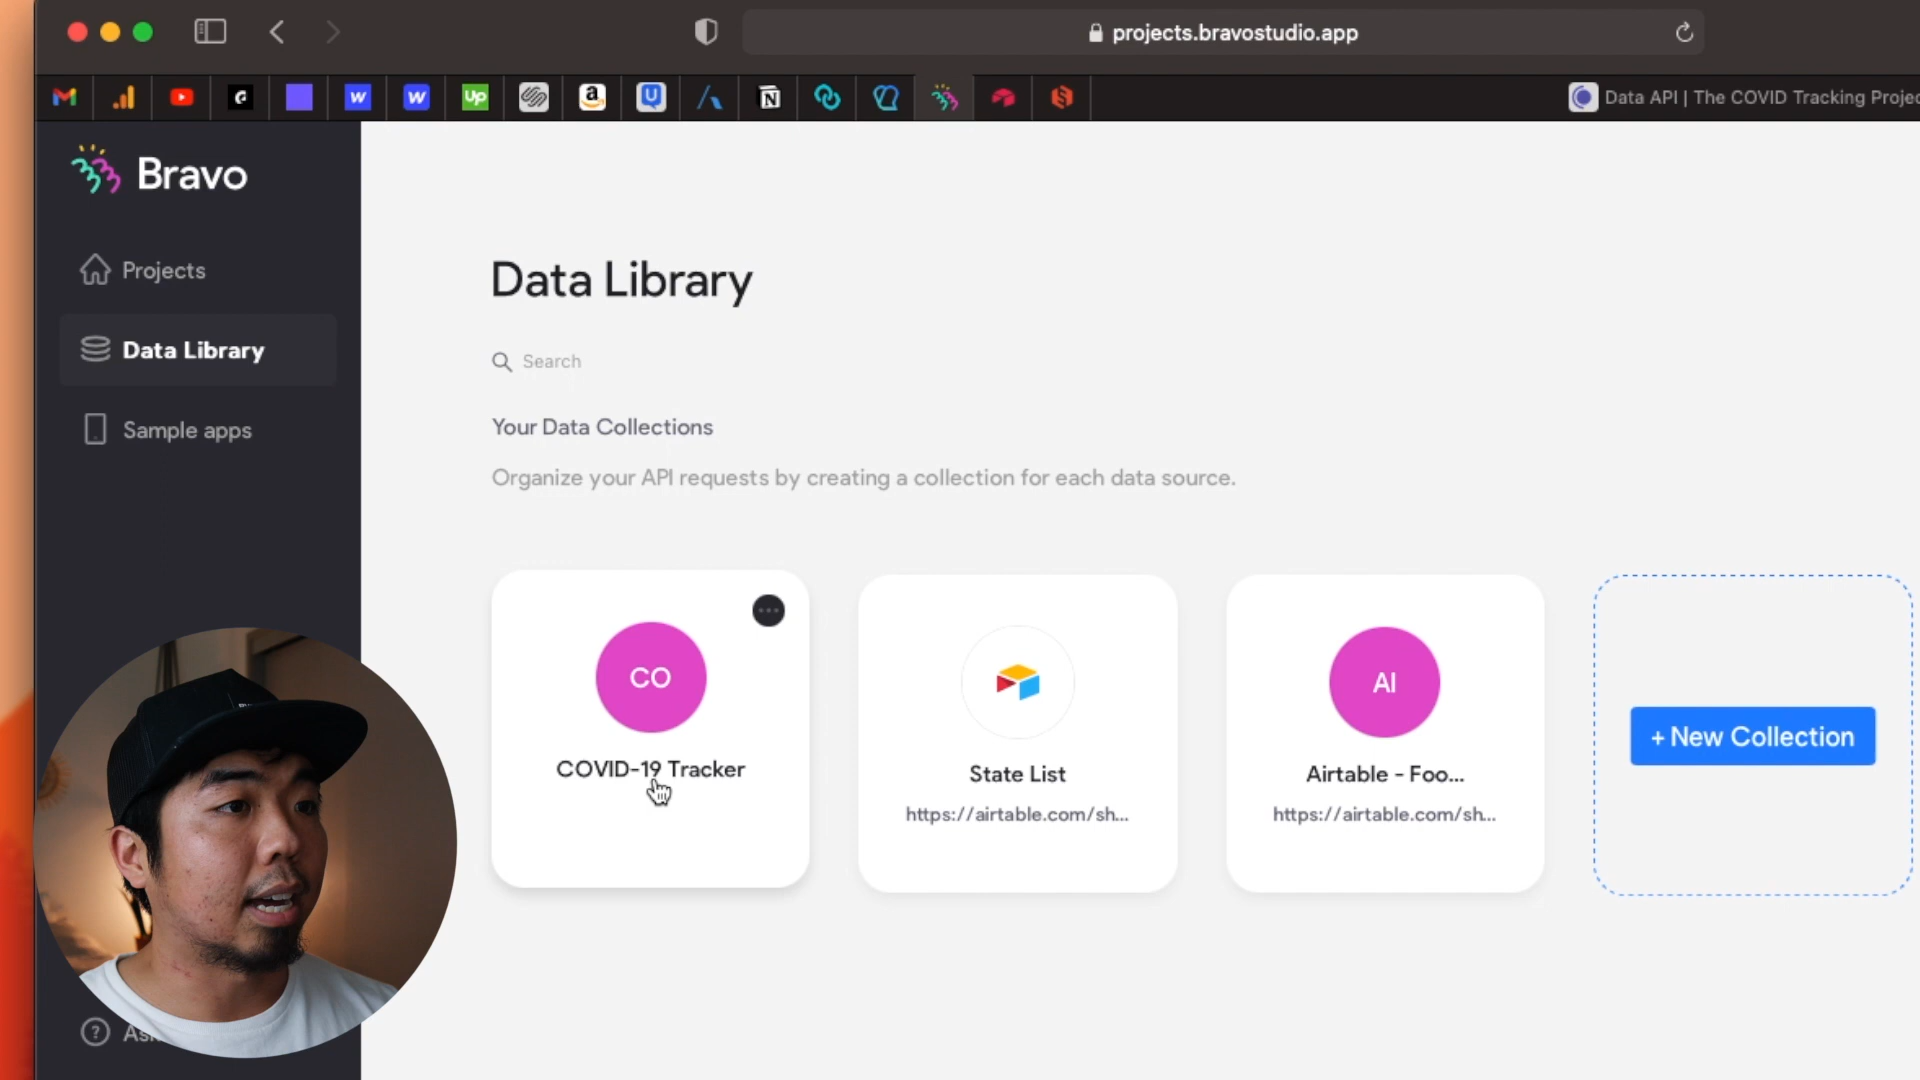 projects.bravostudio.app
Data API | The COVID Tracking Projec
Bravo
Projects
Data Library
Sample apps
Data Library
Search
Your Data Collections
Organize your API requests by creating a collection for each data source.
CO
COVID-19 Tracker
State List
https://airtable.com/sh...
AI
Airtable - Foo...
https://airtable.com/sh...
+ New Collection